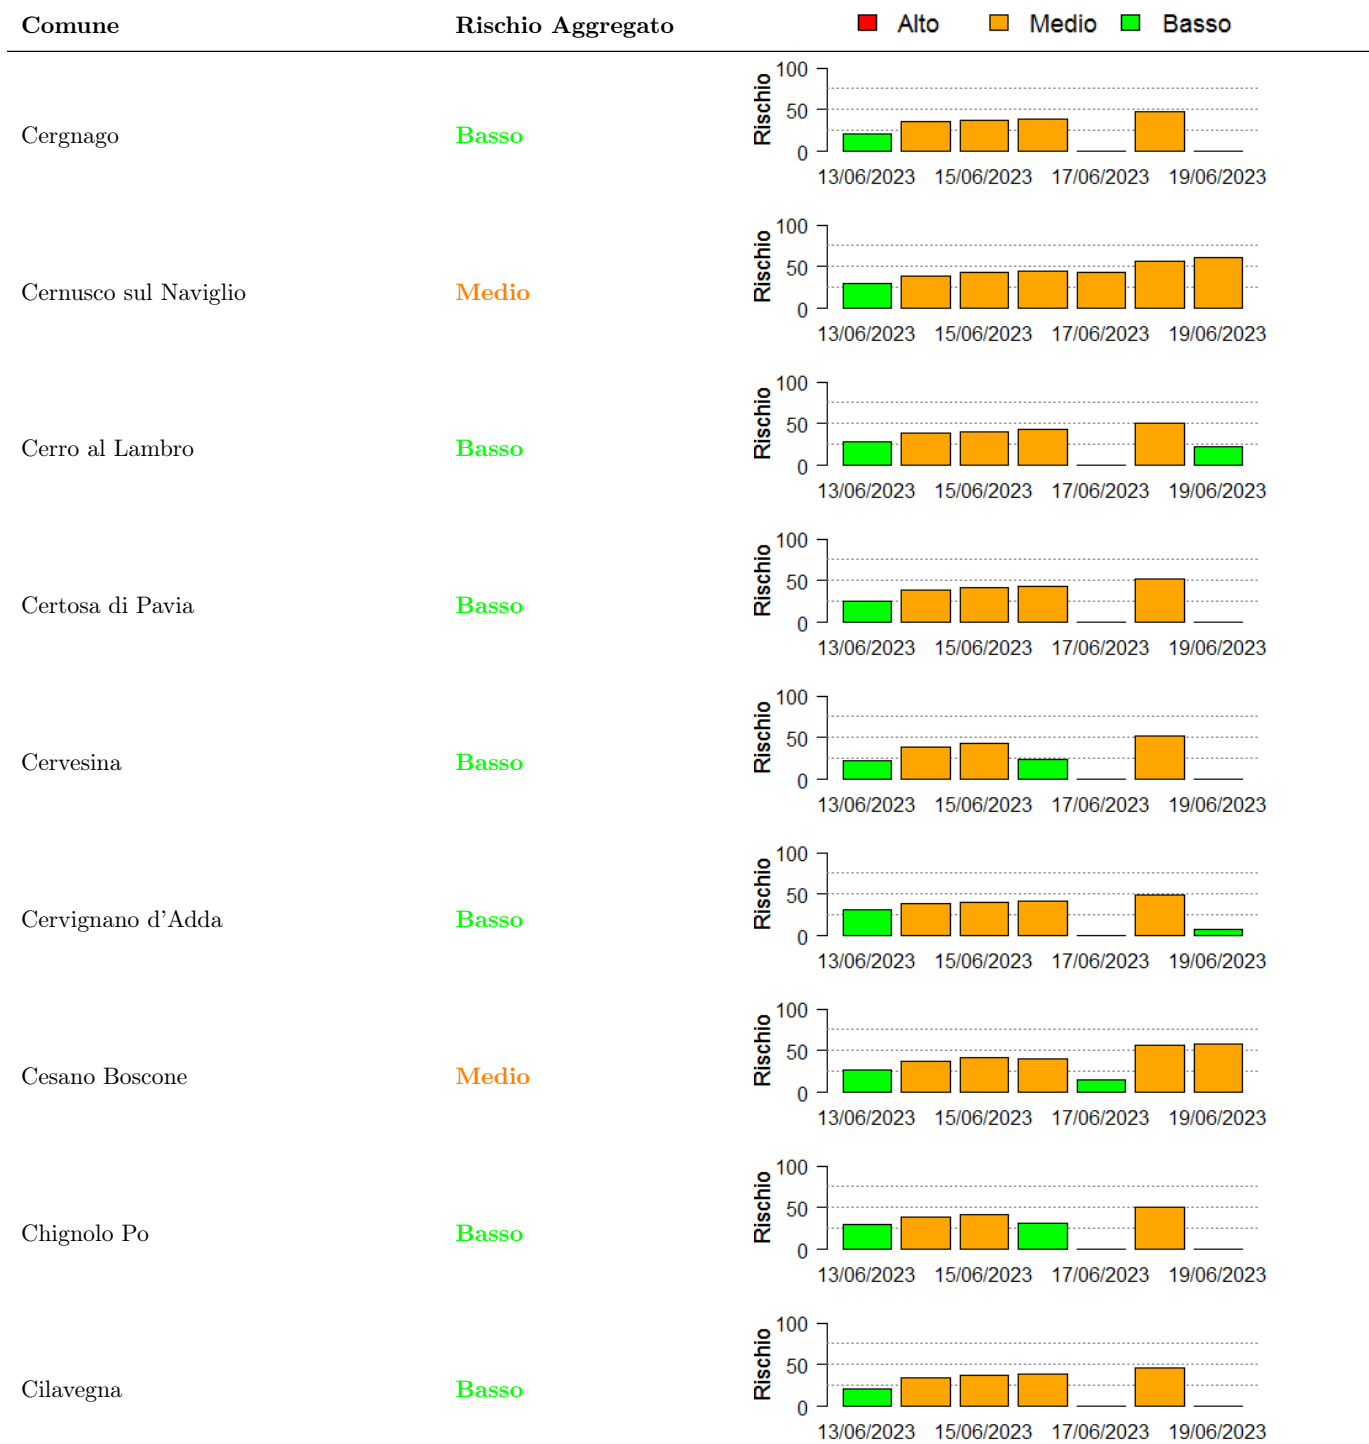 Comune Rischio Aggregato Alto Medio Basso
100
50
0
Rischio
Cergnago Basso
13/06/2023 15/06/2023 17/06/2023 19/06/2023
100
50
0
Rischio
Cernusco sul Naviglio Medio
13/06/2023 15/06/2023 17/06/2023 19/06/2023
100
50
0
Rischio
Cerro al Lambro Basso
13/06/2023 15/06/2023 17/06/2023 19/06/2023
100
50
0
Rischio
Certosa di Pavia Basso
13/06/2023 15/06/2023 17/06/2023 19/06/2023
100
50
0
Rischio
Cervesina Basso
13/06/2023 15/06/2023 17/06/2023 19/06/2023
100
50
0
Rischio
Cervignano d'Adda Basso
13/06/2023 15/06/2023 17/06/2023 19/06/2023
100
50
0
Rischio
Cesano Boscone Medio
13/06/2023 15/06/2023 17/06/2023 19/06/2023
100
50
0
Rischio
Chignolo Po Basso
13/06/2023 15/06/2023 17/06/2023 19/06/2023
100
50
0
Rischio
Cilavegna Basso
13/06/2023 15/06/2023 17/06/2023 19/06/2023